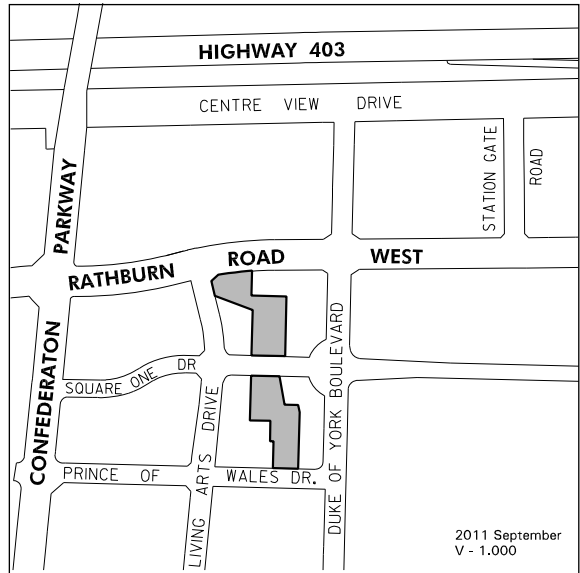 HIGHWAY 403
CENTRE VIEW DRIVE
STATION GATE ROAD
PARKWAY
RATHBURN ROAD WEST
CONFEDERATON
SQUARE ONE DR
LIVING ARTS DRIVE
DUKE OF YORK BOULEVARD
PRINCE OF WALES DR.
2011 September
V - 1.000